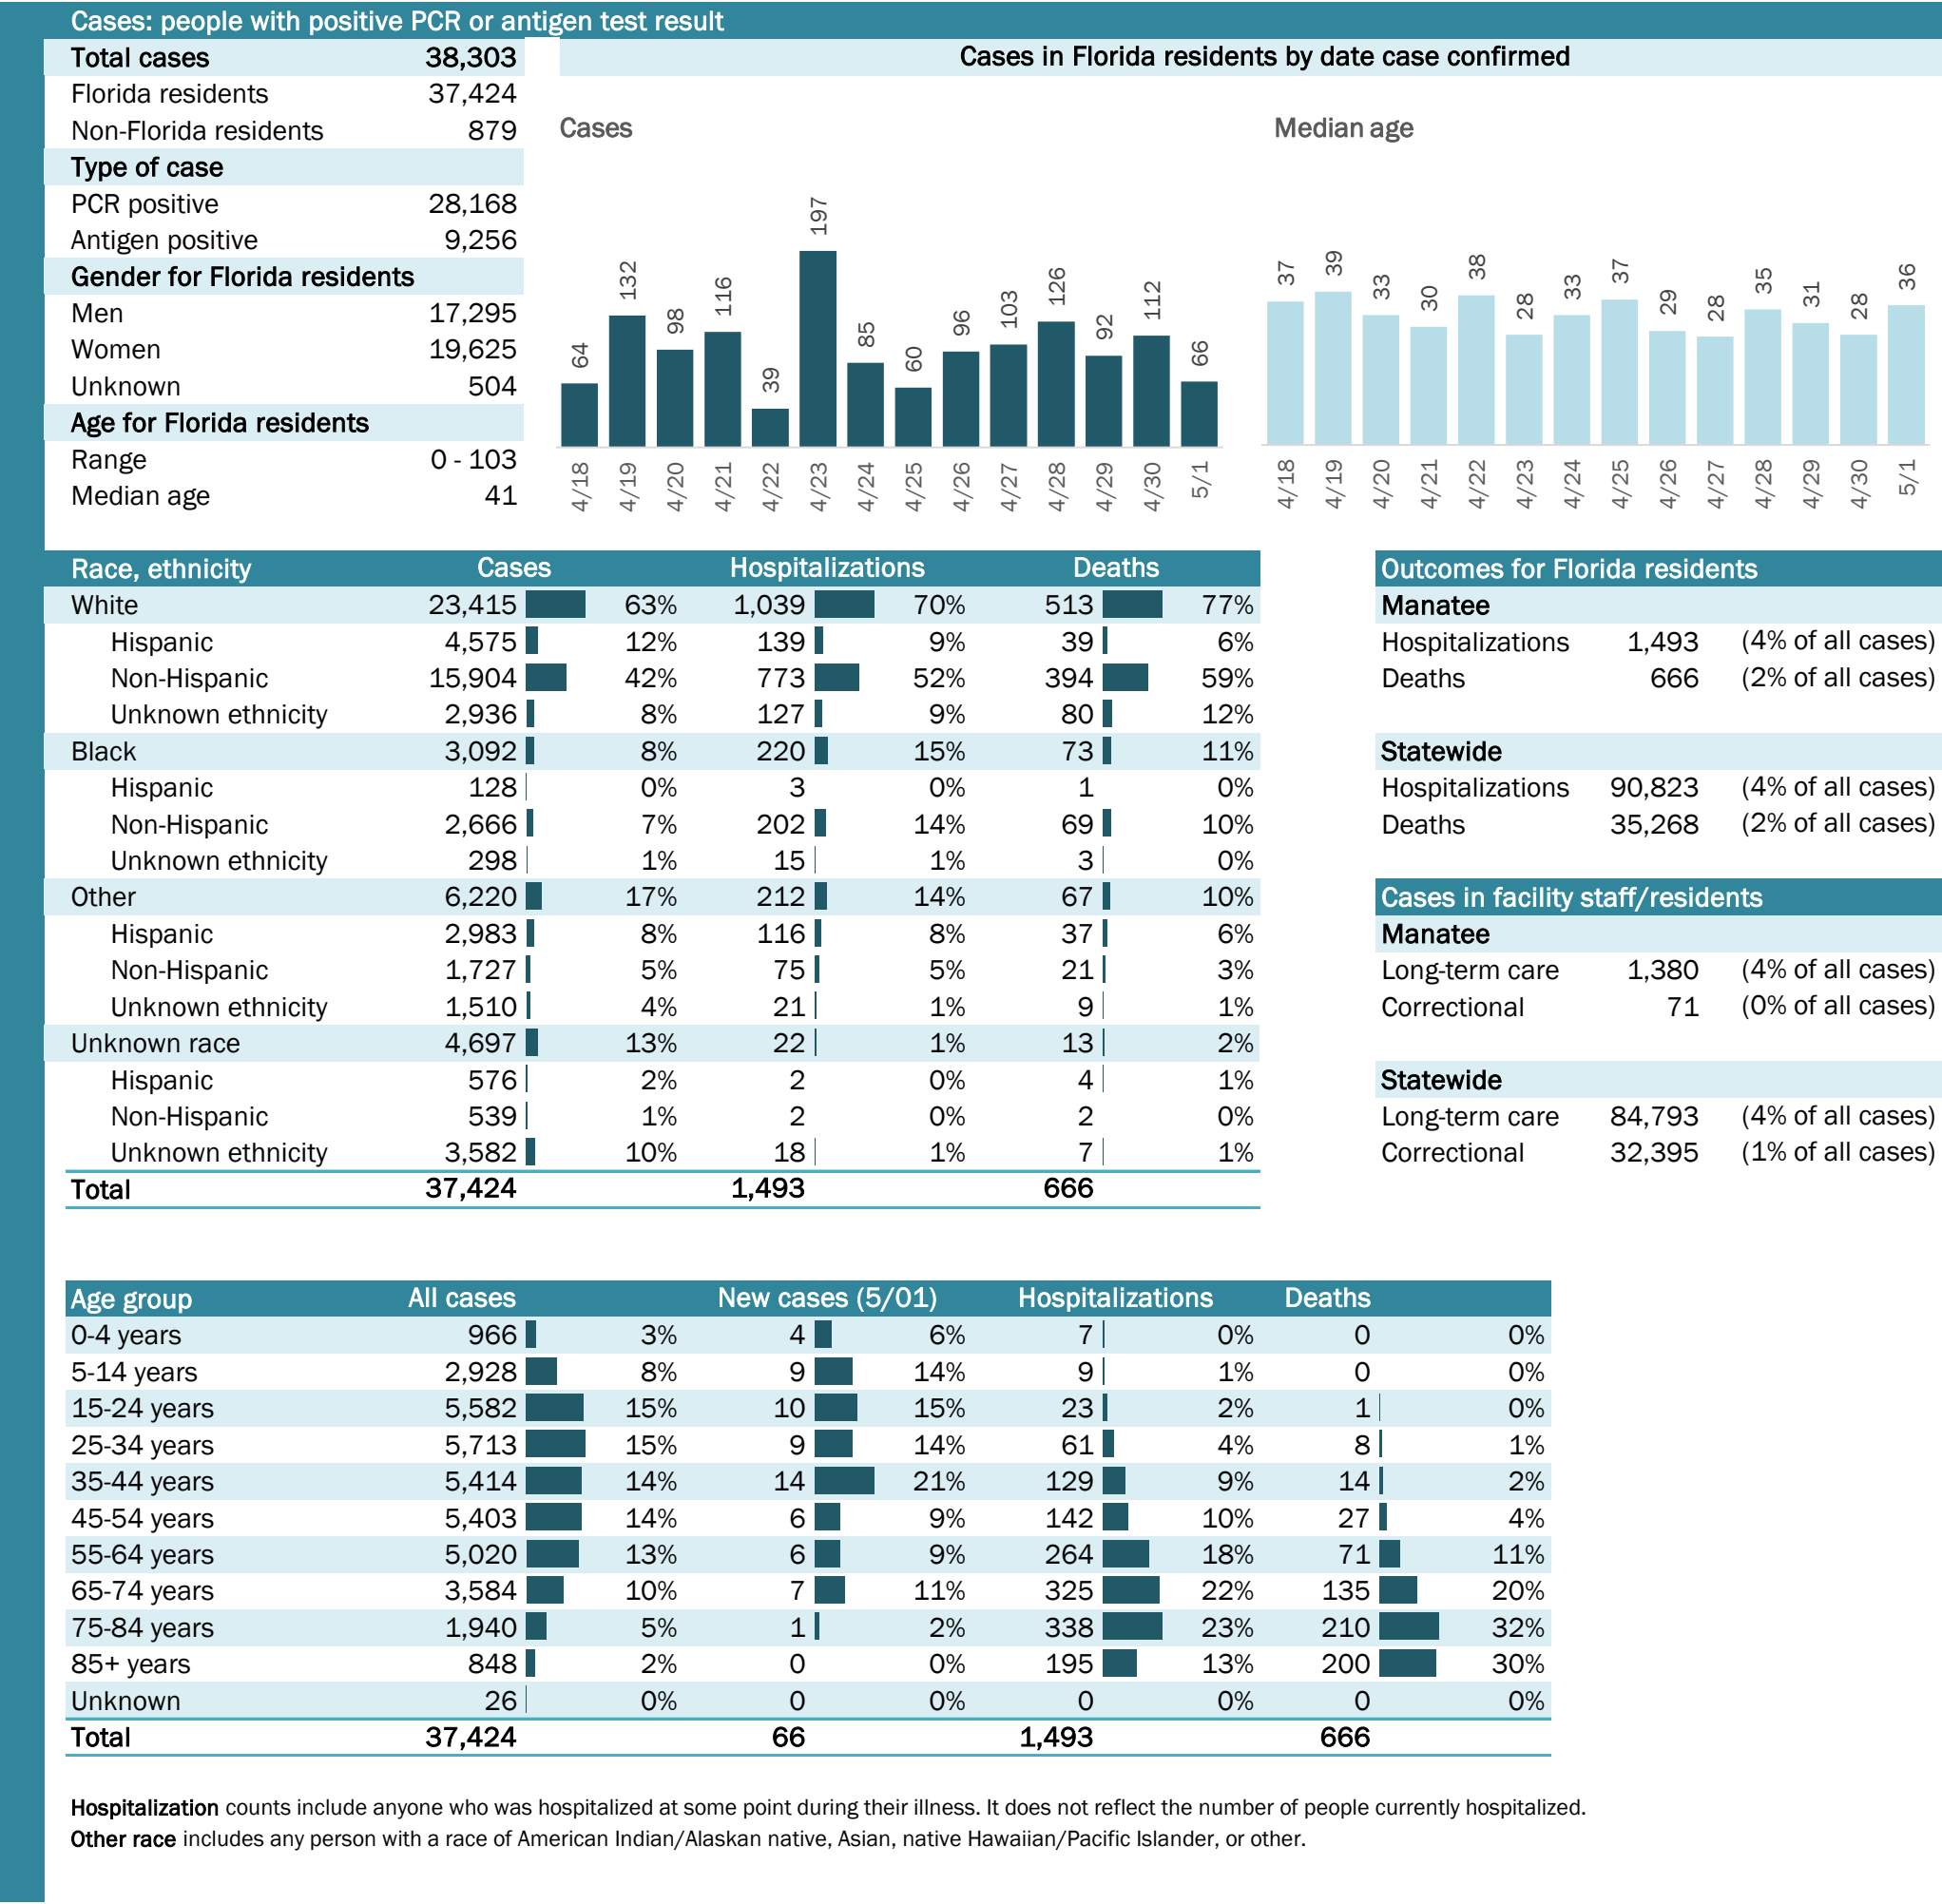 Cases: people with positive PCR or antigen test result
Total cases 38,303
Florida residents 37,424
Non-Florida residents 879
Type of case
PCR positive 28,168
Antigen positive 9,256
Gender for Florida residents
Men 17,295
Women 19,625
Unknown 504
Age for Florida residents
Range 0 - 103
Median age 41
Cases in Florida residents by date case confirmed
Cases
64 132 98 116 39 197 85 60 96 103 126 92 112 66
4/18 4/19 4/20 4/21 4/22 4/23 4/24 4/25 4/26 4/27 4/28 4/29 4/30 5/1
Median age
37 39 33 30 38 28 33 37 29 28 35 31 28 36
4/18 4/19 4/20 4/21 4/22 4/23 4/24 4/25 4/26 4/27 4/28 4/29 4/30 5/1
Race, ethnicity Cases Hospitalizations Deaths
White 23,415 63% 1,039 70% 513 77%
Hispanic 4,575 12% 139 9% 39 6%
Non-Hispanic 15,904 42% 773 52% 394 59%
Unknown ethnicity 2,936 8% 127 9% 80 12%
Black 3,092 8% 220 15% 73 11%
Hispanic 128 0% 3 0% 1 0%
Non-Hispanic 2,666 7% 202 14% 69 10%
Unknown ethnicity 298 1% 15 1% 3 0%
Other 6,220 17% 212 14% 67 10%
Hispanic 2,983 8% 116 8% 37 6%
Non-Hispanic 1,727 5% 75 5% 21 3%
Unknown ethnicity 1,510 4% 21 1% 9 1%
Unknown race 4,697 13% 22 1% 13 2%
Hispanic 576 2% 2 0% 4 1%
Non-Hispanic 539 1% 2 0% 2 0%
Unknown ethnicity 3,582 10% 18 1% 7 1%
Total 37,424 1,493 666
Outcomes for Florida residents
Manatee
Hospitalizations 1,493 (4% of all cases)
Deaths 666 (2% of all cases)
Statewide
Hospitalizations 90,823 (4% of all cases)
Deaths 35,268 (2% of all cases)
Cases in facility staff/residents
Manatee
Long-term care 1,380 (4% of all cases)
Correctional 71 (0% of all cases)
Statewide
Long-term care 84,793 (4% of all cases)
Correctional 32,395 (1% of all cases)
Age group All cases New cases (5/01) Hospitalizations Deaths
0-4 years 966 3% 4 6% 7 0% 0 0%
5-14 years 2,928 8% 9 14% 9 1% 0 0%
15-24 years 5,582 15% 10 15% 23 2% 1 0%
25-34 years 5,713 15% 9 14% 61 4% 8 1%
35-44 years 5,414 14% 14 21% 129 9% 14 2%
45-54 years 5,403 14% 6 9% 142 10% 27 4%
55-64 years 5,020 13% 6 9% 264 18% 71 11%
65-74 years 3,584 10% 7 11% 325 22% 135 20%
75-84 years 1,940 5% 1 2% 338 23% 210 32%
85+ years 848 2% 0 0% 195 13% 200 30%
Unknown 26 0% 0 0% 0 0% 0 0%
Total 37,424 66 1,493 666
Hospitalization counts include anyone who was hospitalized at some point during their illness. It does not reflect the number of people currently hospitalized.
Other race includes any person with a race of American Indian/Alaskan native, Asian, native Hawaiian/Pacific Islander, or other.